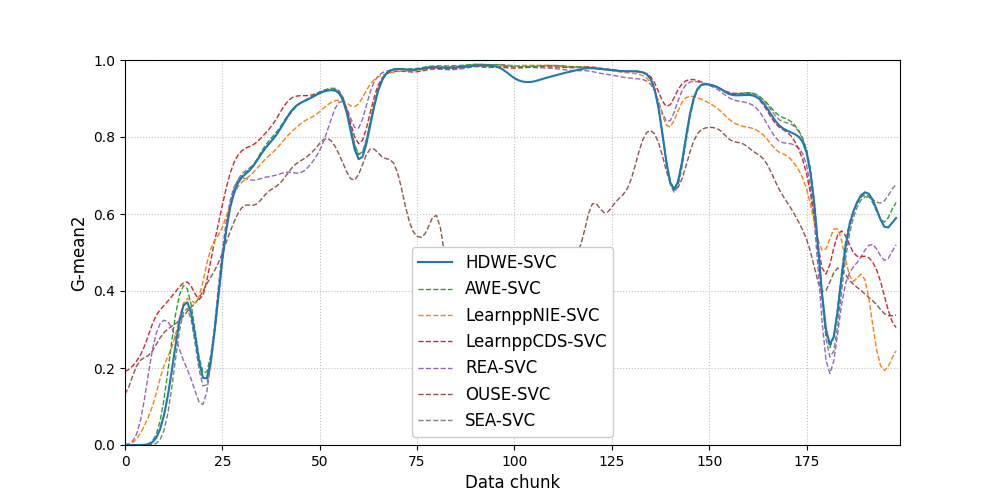 G-mean2
1.0
0.8
0.6
0.4
0.2
0.0
HDWE-SVC
AWE-SVC
LearnppNIE-SVC
LearnppCDS-SVC
REA-SVC
OUSE-SVC
SEA-SVC
0 25 50 75 100 125 150 175
Data chunk